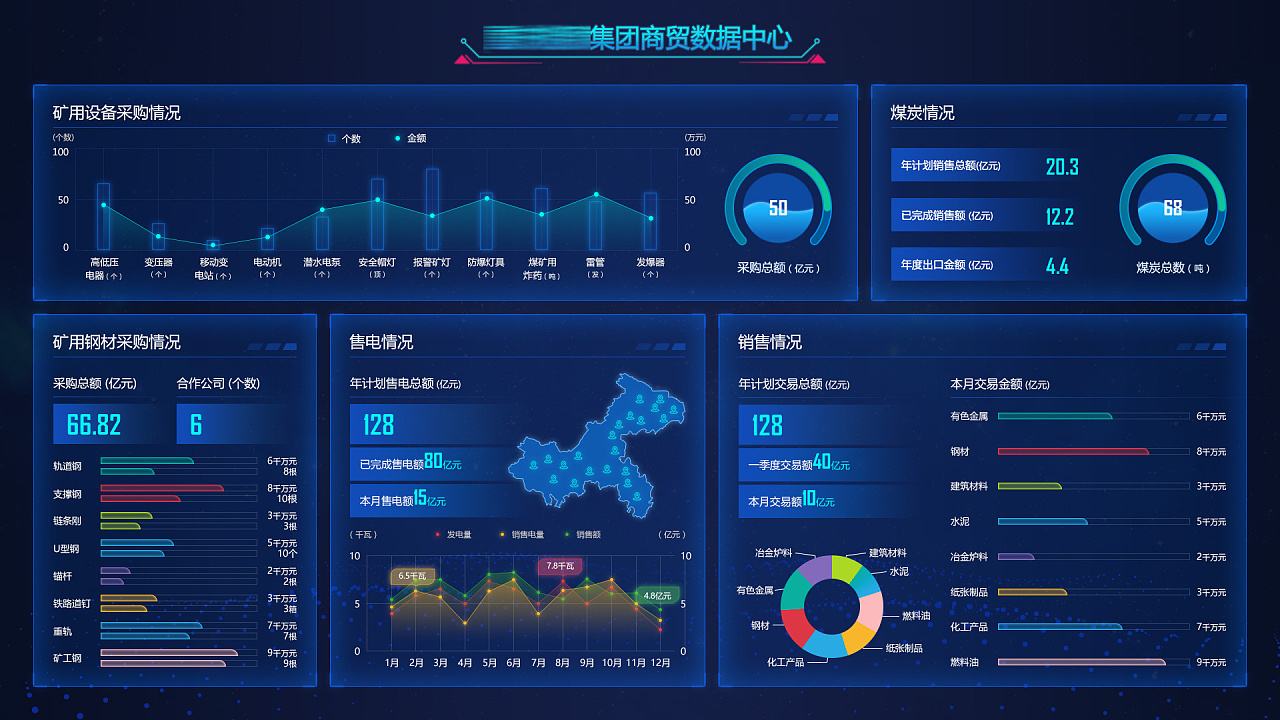 集团商贸数据中心
矿用设备采购情况
(个数)
个数
金额
(万元)
100
50
0
100
50
0
高低压
电器(个)
变压器
(个)
移动变
电站(个)
电动机
(个)
潜水电泵
(个)
安全帽灯
(顶)
报警矿灯
(个)
防爆灯具
(个)
煤矿用
炸药(吨)
雷管
(发)
发爆器
(个)
50
采购总额(亿元)
煤炭情况
年计划销售总额(亿元) 20.3
已完成销售额(亿元) 12.2
年度出口金额(亿元) 4.4
68
煤炭总数(吨)
矿用钢材采购情况
采购总额(亿元)
66.82
合作公司(个数)
6
轨道钢
6千万元
8根
支撑钢
8千万元
10根
链条刚
3千万元
3根
U型钢
5千万元
10个
锚杆
2千万元
2根
铁路道钉
3千万元
3箱
重轨
7千万元
7根
矿工钢
9千万元
9根
售电情况
年计划售电总额(亿元)
128
已完成售电额80亿元
本月售电额15亿元
(千瓦)
发电量
销售电量
销售额
(亿元)
10
5
0
10
5
0
6.5千瓦
7.8千瓦
4.8亿元
1月 2月 3月 4月 5月 6月 7月 8月 9月 10月 11月 12月
销售情况
年计划交易总额(亿元)
128
一季度交易额40亿元
本月交易额10亿元
冶金炉料
建筑材料
水泥
有色金属
燃料油
钢材
纸张制品
化工产品
本月交易金额(亿元)
有色金属 6千万元
钢材 8千万元
建筑材料 3千万元
水泥 5千万元
冶金炉料 2千万元
纸张制品 3千万元
化工产品 7千万元
燃料油 9千万元